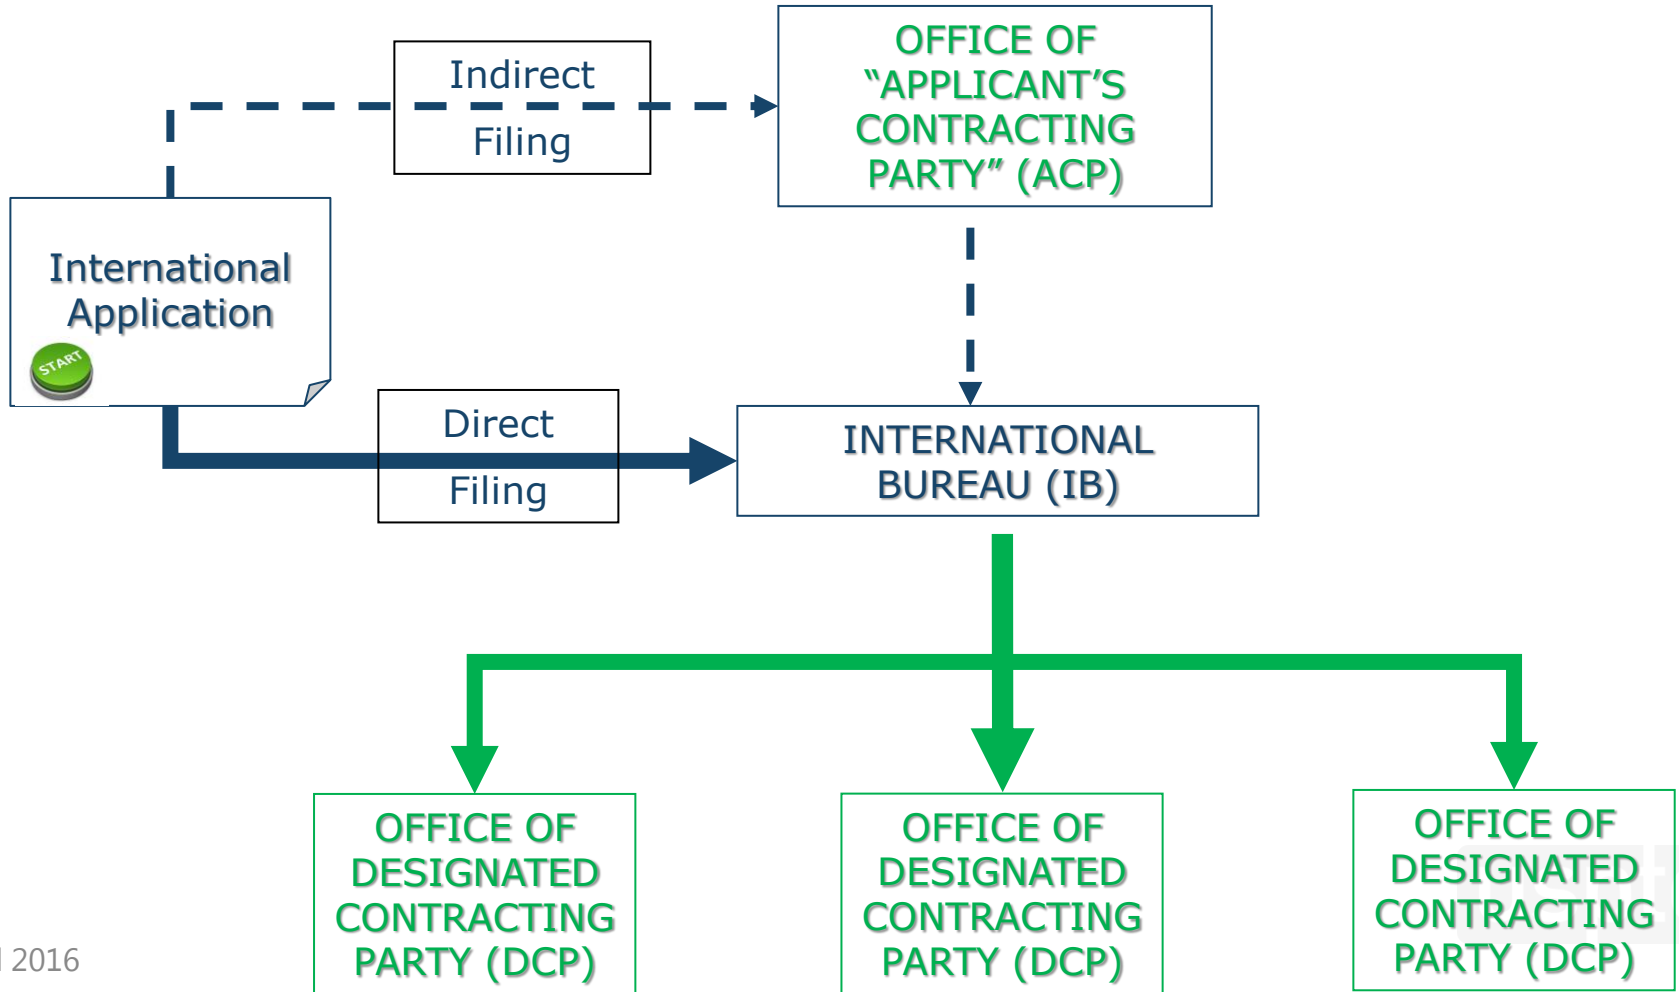 Indirect
Filing
OFFICE OF
“APPLICANT’S
CONTRACTING
PARTY” (ACP)
International
Application
START
Direct
Filing
INTERNATIONAL
BUREAU (IB)
OFFICE OF
DESIGNATED
CONTRACTING
PARTY (DCP)
OFFICE OF
DESIGNATED
CONTRACTING
PARTY (DCP)
OFFICE OF
DESIGNATED
CONTRACTING
PARTY (DCP)
2016